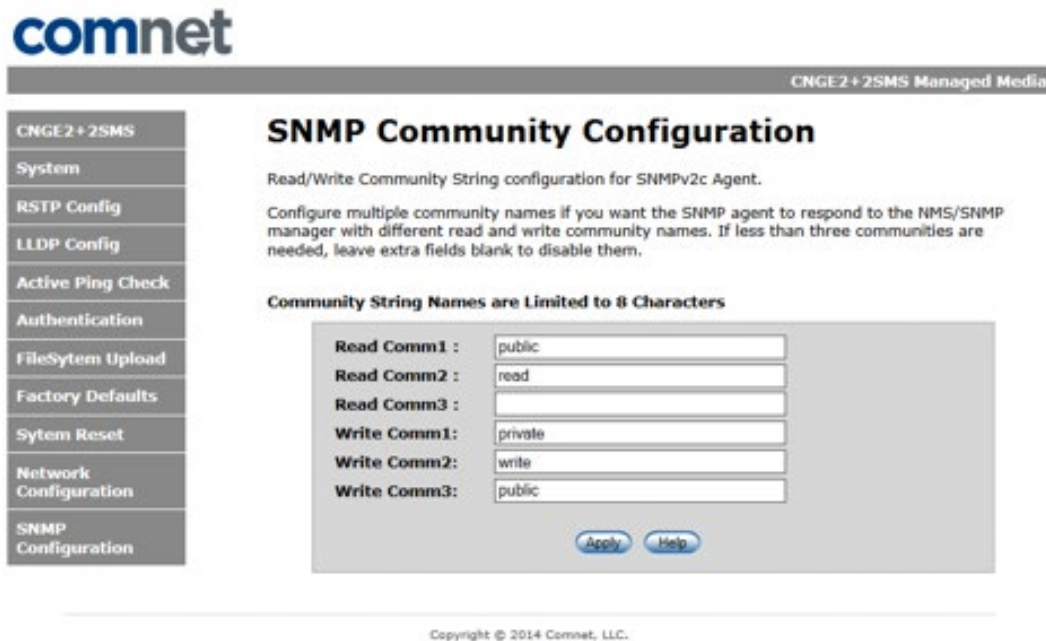 comnet
CNGE2+2SMS Managed Media
CNGE2+2SMS
System
RSTP Config
LLDP Config
Active Ping Check
Authentication
FileSytem Upload
Factory Defaults
Sytem Reset
Network
Configuration
SNMP
Configuration
SNMP Community Configuration
Read/Write Community String configuration for SNMPv2c Agent.
Configure multiple community names if you want the SNMP agent to respond to the NMS/SNMP
manager with different read and write community names. If less than three communities are
needed, leave extra fields blank to disable them.
Community String Names are Limited to 8 Characters
Read Comm1 : public
Read Comm2 : read
Read Comm3 :
Write Comm1: private
Write Comm2: write
Write Comm3: public
Apply Help
Copyright © 2014 Comnet, LLC.